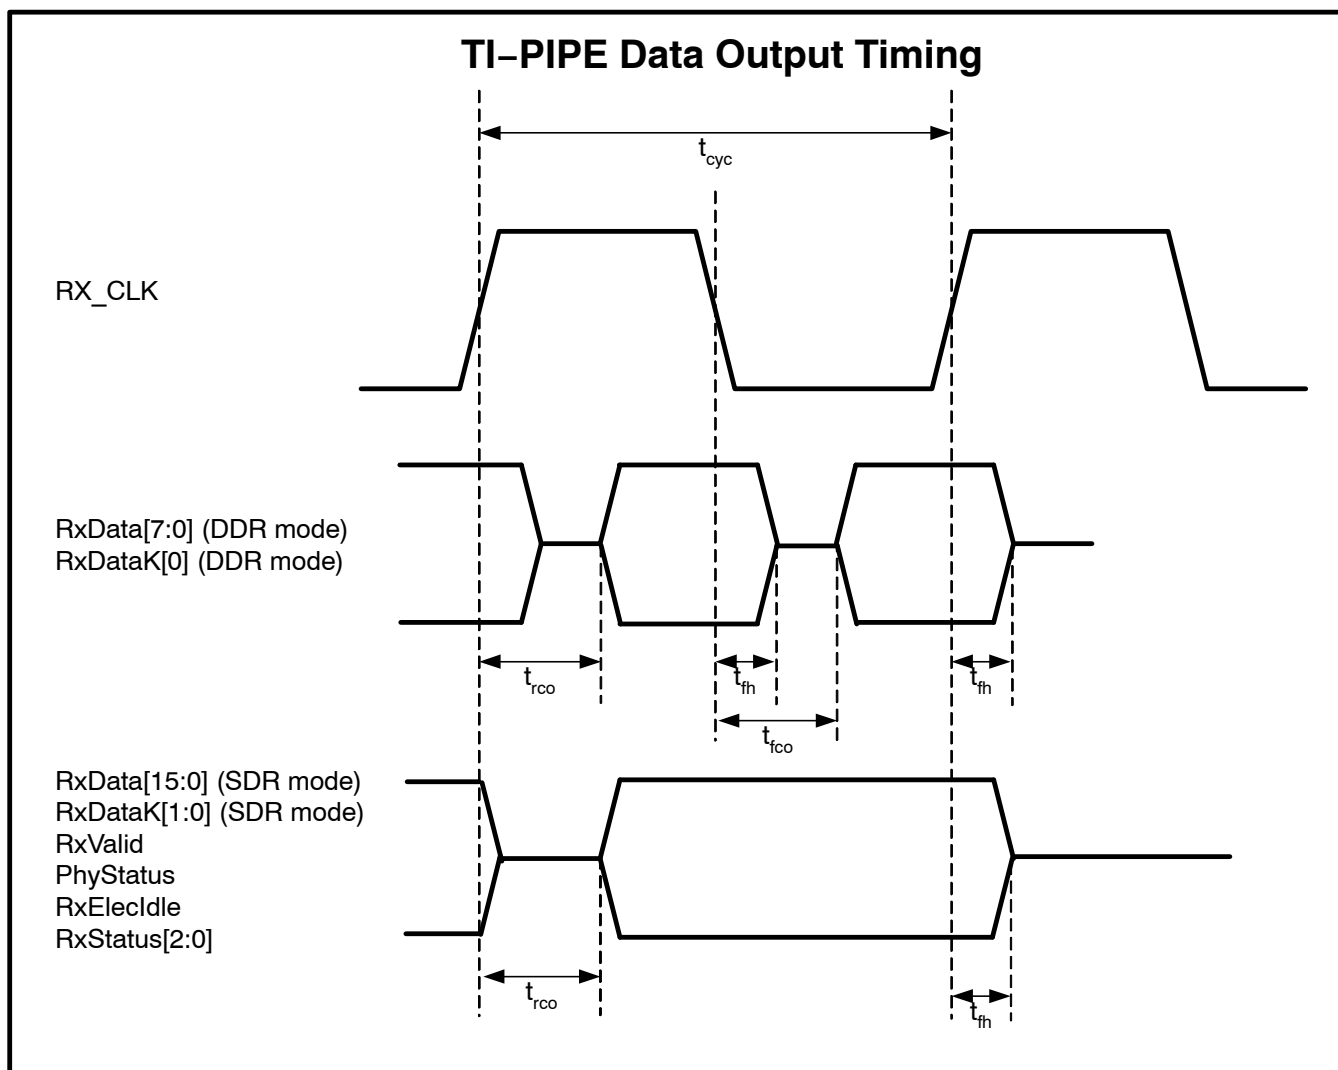 TI−PIPE Data Output Timing
tcyc
RX_CLK
RxData[7:0] (DDR mode)
RxDataK[0] (DDR mode)
trco
tfh
tfh
tfco
RxData[15:0] (SDR mode)
RxDataK[1:0] (SDR mode)
RxValid
PhyStatus
RxElecIdle
RxStatus[2:0]
trco
tfh